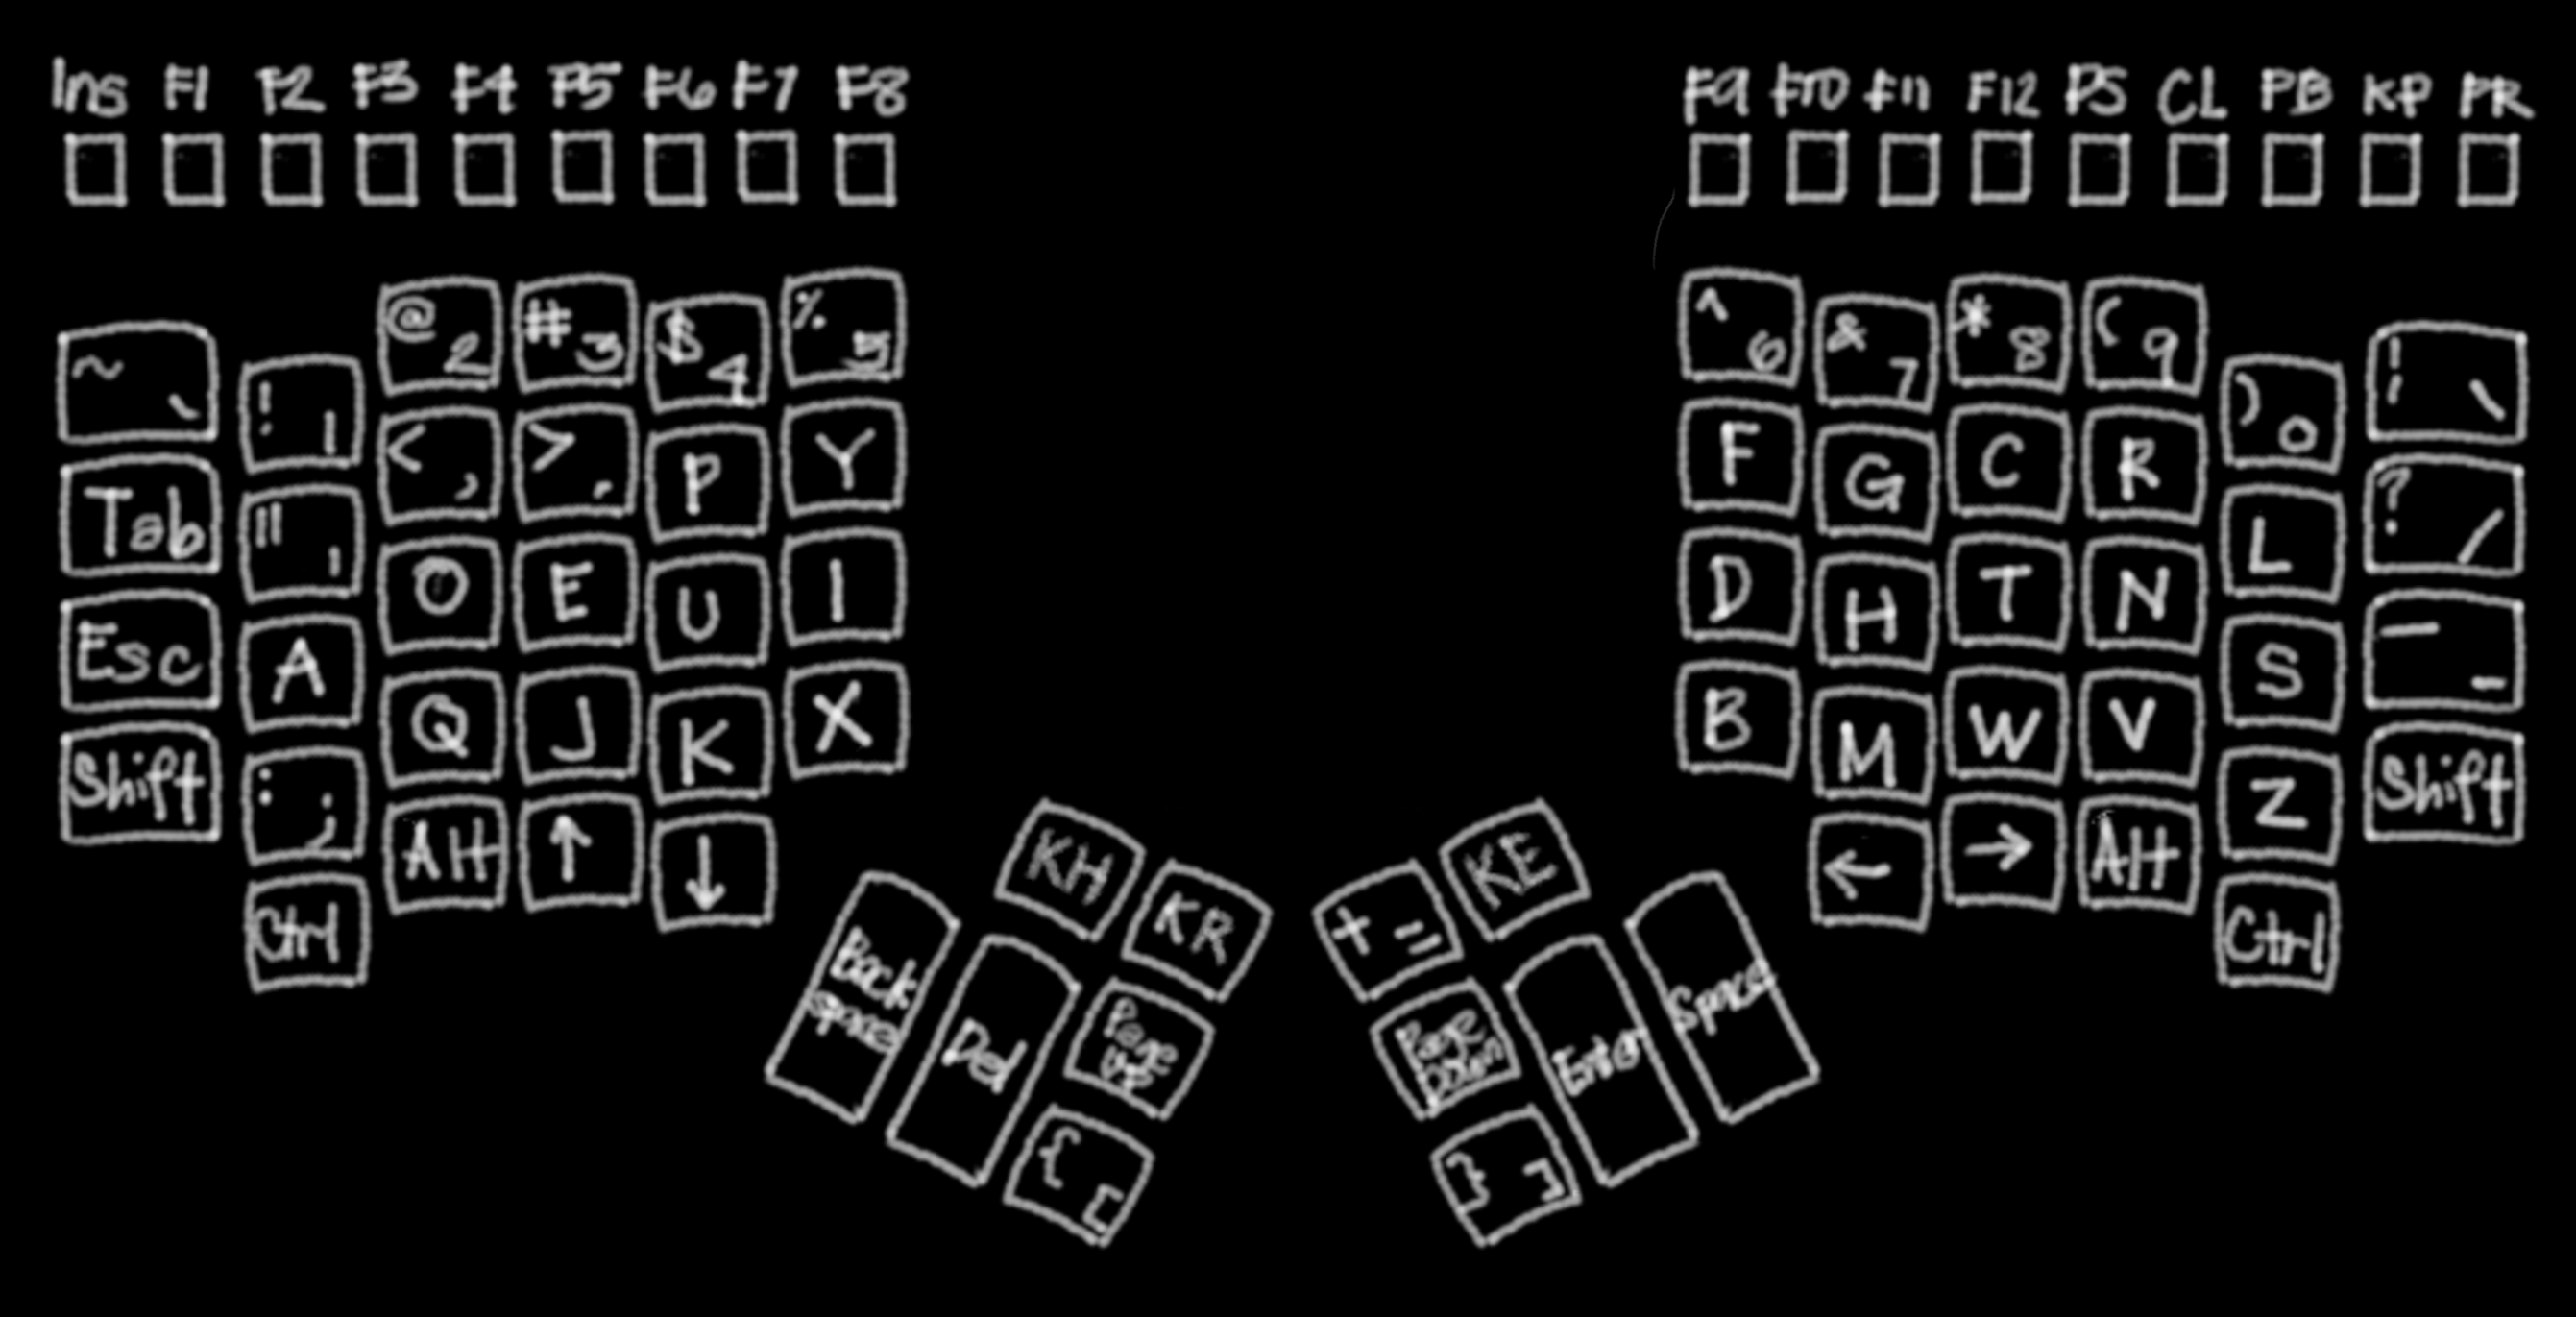 Ins F1 F2 F3 F4 F5 F6 F7 F8 F9 F10 F11 F12 PS CL PB KP PR
~ ` ! 1 @ 2 # 3 $ 4 % 5 ^ 6 & 7 * 8 ( 9 ) 0 ¦ \
Tab " ' < , > . P Y F G C R L ? /
Esc A O E U I D H T N S – -
Shift : ; Q J K X B M W V Z Shift
Ctrl Alt ↑ ↓ ← → Alt Ctrl
KH KR + = KE
Back
space
Del
Page
Up
Page
Down
Enter
Space
{ [ } ]